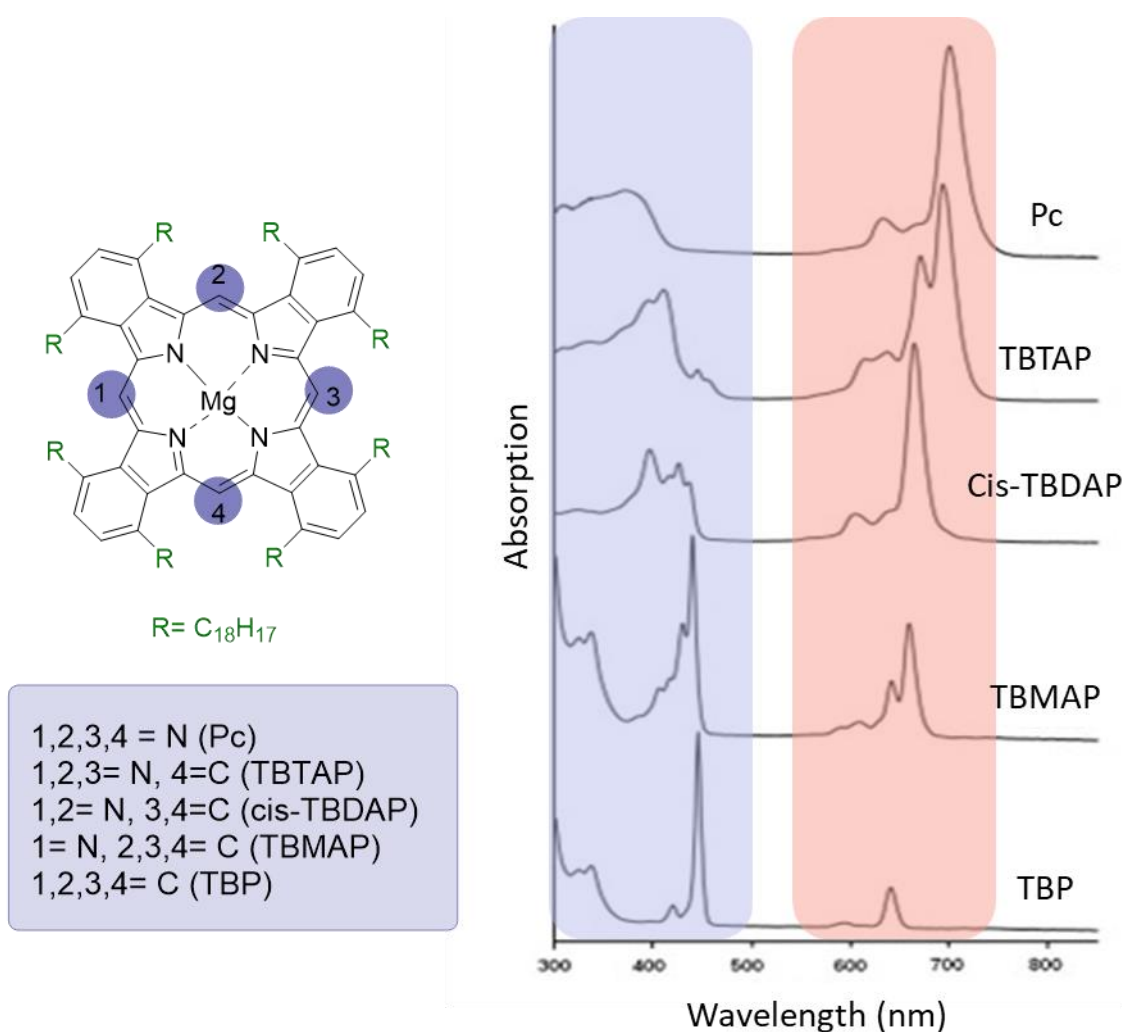 R
R
R
R
R
R
R
R
N
N
N
N
Mg
1
2
3
4
R= C₁₈H₁₇
1,2,3,4 = N (Pc)
1,2,3= N, 4=C (TBTAP)
1,2= N, 3,4=C (cis-TBDAP)
1= N, 2,3,4= C (TBMAP)
1,2,3,4= C (TBP)
Absorption
Pc
TBTAP
Cis-TBDAP
TBMAP
TBP
300 400 500 600 700 800
Wavelength (nm)